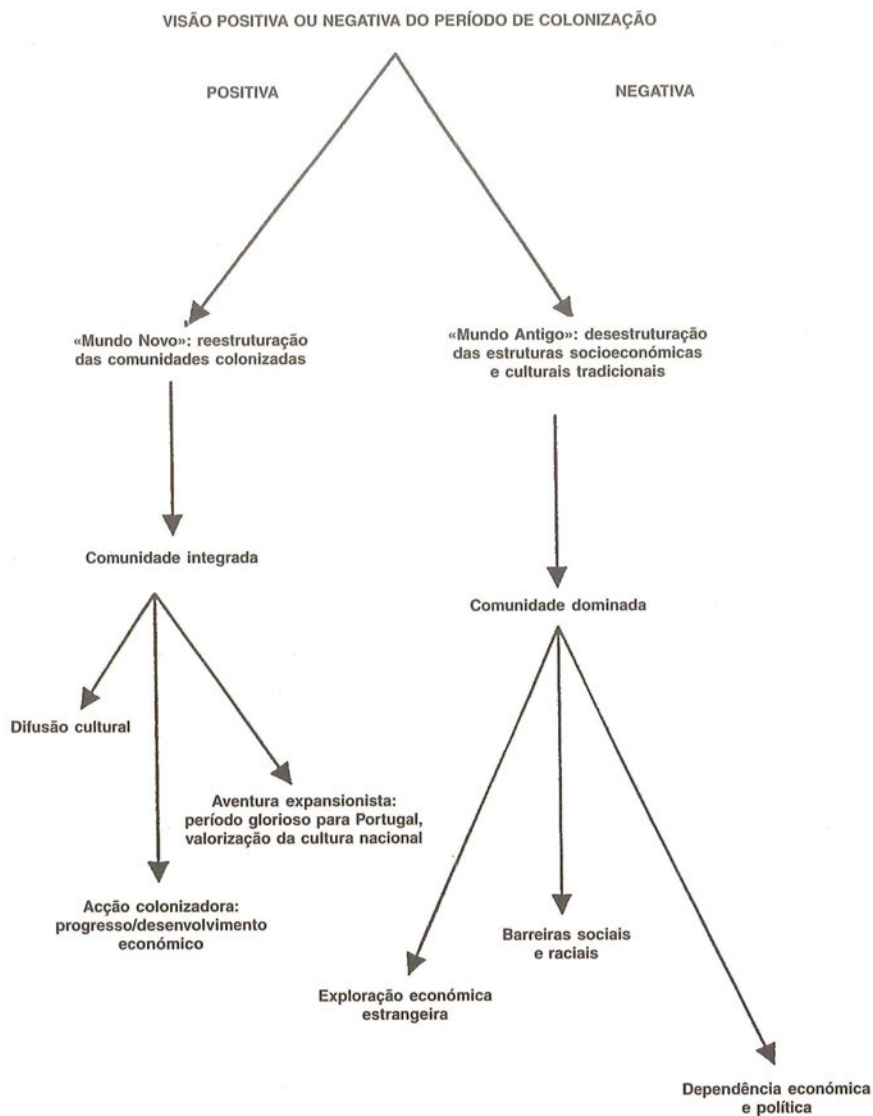 VISÃO POSITIVA OU NEGATIVA DO PERÍODO DE COLONIZAÇÃO
POSITIVA
NEGATIVA
«Mundo Novo»: reestruturação
das comunidades colonizadas
«Mundo Antigo»: desestruturação
das estruturas socioeconómicas
e culturais tradicionais
Comunidade integrada
Comunidade dominada
Difusão cultural
Aventura expansionista:
período glorioso para Portugal,
valorização da cultura nacional
Acção colonizadora:
progresso/desenvolvimento
económico
Barreiras sociais
e raciais
Exploração económica
estrangeira
Dependência económica
e política